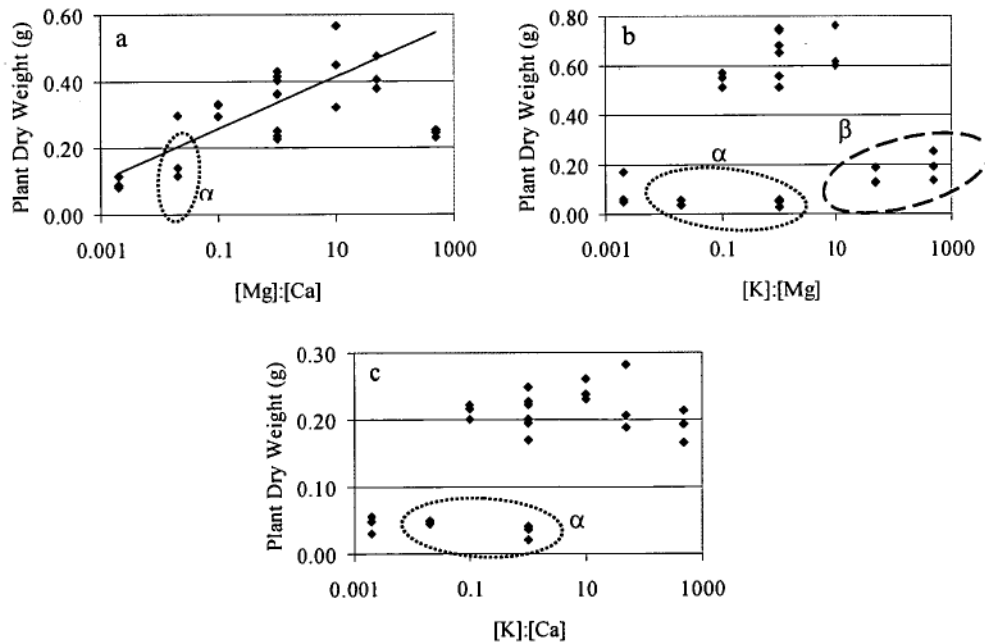 a
Plant Dry Weight (g)
0.60
0.40
0.20
0.00
α
0.001
0.1
10
1000
[Mg]:[Ca]
b
Plant Dry Weight (g)
0.80
0.60
0.40
0.20
0.00
α
β
0.001
0.1
10
1000
[K]:[Mg]
c
Plant Dry Weight (g)
0.30
0.20
0.10
0.00
α
0.001
0.1
10
1000
[K]:[Ca]